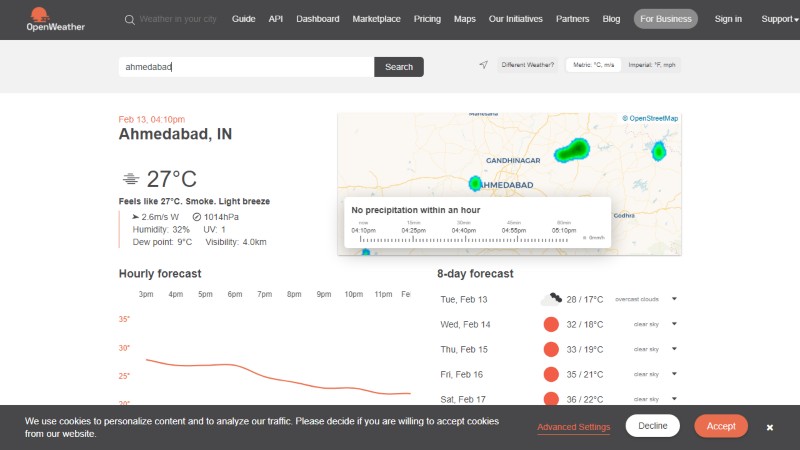 OpenWeather
Weather in your city
Guide API Dashboard Marketplace Pricing Maps Our Initiatives Partners Blog For Business Sign in Support
ahmedabad
Search
Different Weather?
Metric: °C, m/s
Imperial: °F, mph
Feb 13, 04:10pm
Ahmedabad, IN
27°C
Feels like 27°C. Smoke. Light breeze
2.6m/s W 1014hPa
Humidity: 32% UV: 1
Dew point: 9°C Visibility: 4.0km
© OpenStreetMap
GANDHINAGAR
AHMEDABAD
Godhra
No precipitation within an hour
now 15min 30min 45min 60min
04:10pm 04:25pm 04:40pm 04:55pm 05:10pm
Hourly forecast
3pm 4pm 5pm 6pm 7pm 8pm 9pm 10pm 11pm Fe
35°
30°
25°
20°
8-day forecast
Tue, Feb 13 28 / 17°C overcast clouds
Wed, Feb 14 32 / 18°C clear sky
Thu, Feb 15 33 / 19°C clear sky
Fri, Feb 16 35 / 21°C clear sky
Sat, Feb 17 36 / 22°C clear sky
We use cookies to personalize content and to analyze our traffic. Please decide if you are willing to accept cookies
from our website.
Advanced Settings
Decline
Accept